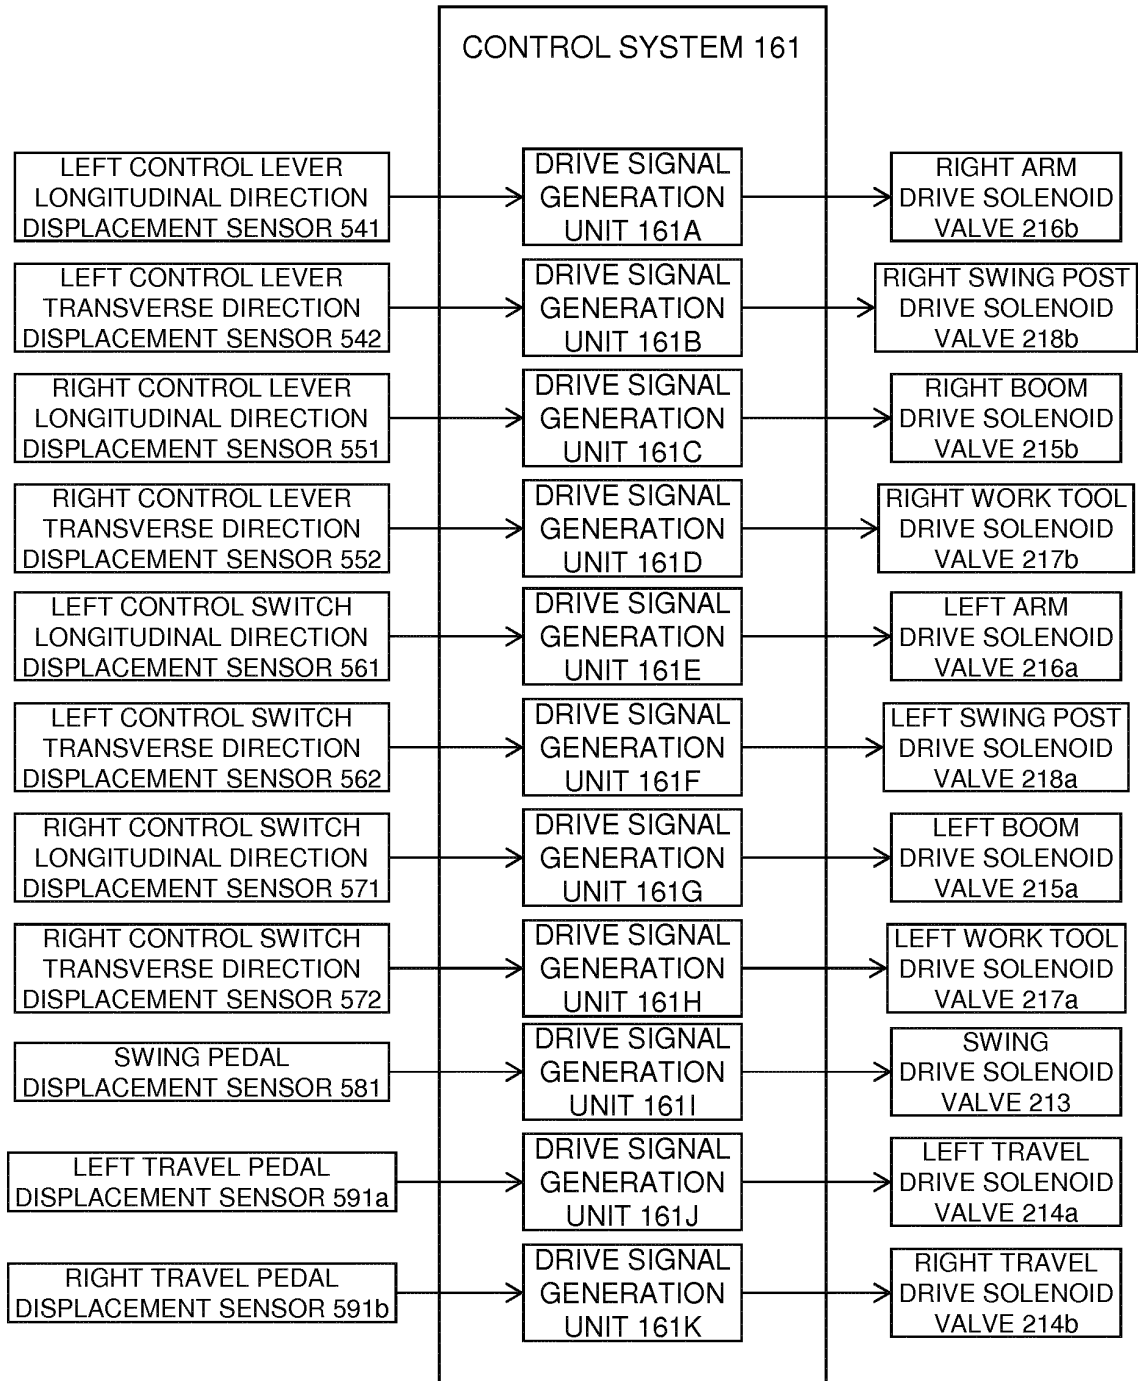 CONTROL SYSTEM 161
LEFT CONTROL LEVER
LONGITUDINAL DIRECTION
DISPLACEMENT SENSOR 541
DRIVE SIGNAL
GENERATION
UNIT 161A
RIGHT ARM
DRIVE SOLENOID
VALVE 216b
LEFT CONTROL LEVER
TRANSVERSE DIRECTION
DISPLACEMENT SENSOR 542
DRIVE SIGNAL
GENERATION
UNIT 161B
RIGHT SWING POST
DRIVE SOLENOID
VALVE 218b
RIGHT CONTROL LEVER
LONGITUDINAL DIRECTION
DISPLACEMENT SENSOR 551
DRIVE SIGNAL
GENERATION
UNIT 161C
RIGHT BOOM
DRIVE SOLENOID
VALVE 215b
RIGHT CONTROL LEVER
TRANSVERSE DIRECTION
DISPLACEMENT SENSOR 552
DRIVE SIGNAL
GENERATION
UNIT 161D
RIGHT WORK TOOL
DRIVE SOLENOID
VALVE 217b
LEFT CONTROL SWITCH
LONGITUDINAL DIRECTION
DISPLACEMENT SENSOR 561
DRIVE SIGNAL
GENERATION
UNIT 161E
LEFT ARM
DRIVE SOLENOID
VALVE 216a
LEFT CONTROL SWITCH
TRANSVERSE DIRECTION
DISPLACEMENT SENSOR 562
DRIVE SIGNAL
GENERATION
UNIT 161F
LEFT SWING POST
DRIVE SOLENOID
VALVE 218a
RIGHT CONTROL SWITCH
LONGITUDINAL DIRECTION
DISPLACEMENT SENSOR 571
DRIVE SIGNAL
GENERATION
UNIT 161G
LEFT BOOM
DRIVE SOLENOID
VALVE 215a
RIGHT CONTROL SWITCH
TRANSVERSE DIRECTION
DISPLACEMENT SENSOR 572
DRIVE SIGNAL
GENERATION
UNIT 161H
LEFT WORK TOOL
DRIVE SOLENOID
VALVE 217a
SWING PEDAL
DISPLACEMENT SENSOR 581
DRIVE SIGNAL
GENERATION
UNIT 161I
SWING
DRIVE SOLENOID
VALVE 213
LEFT TRAVEL PEDAL
DISPLACEMENT SENSOR 591a
DRIVE SIGNAL
GENERATION
UNIT 161J
LEFT TRAVEL
DRIVE SOLENOID
VALVE 214a
RIGHT TRAVEL PEDAL
DISPLACEMENT SENSOR 591b
DRIVE SIGNAL
GENERATION
UNIT 161K
RIGHT TRAVEL
DRIVE SOLENOID
VALVE 214b